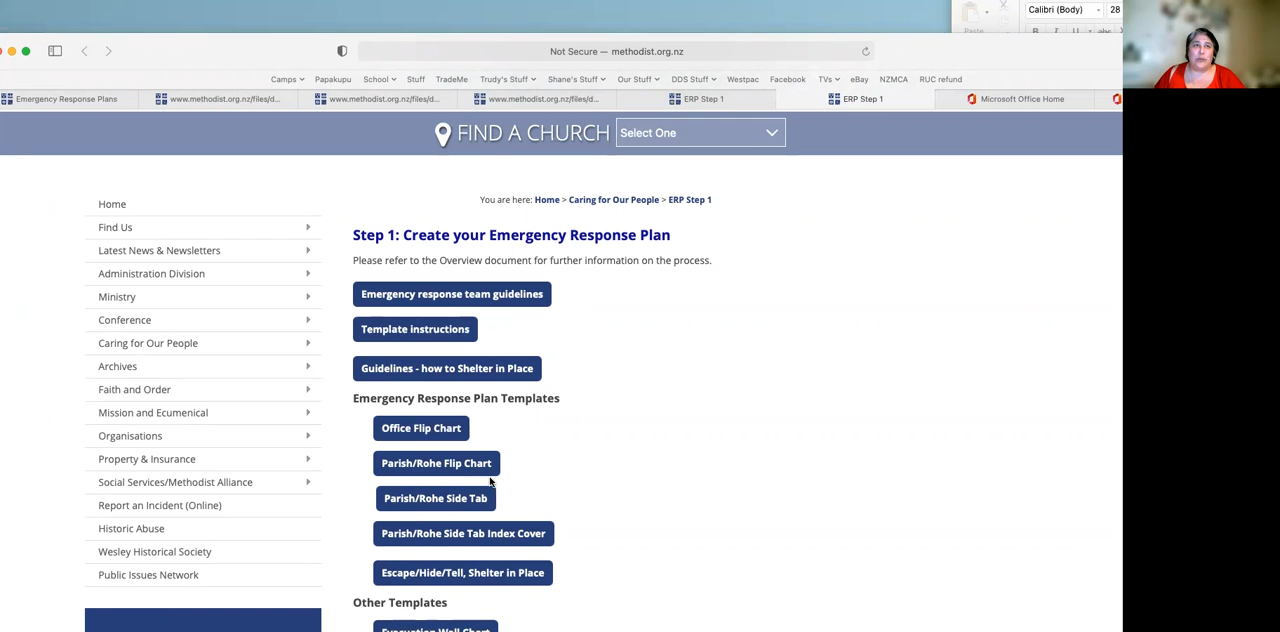 Calibri (Body)
28
Paste
B I U abc
Not Secure — methodist.org.nz
Camps Papakupu School Stuff TradeMe Trudy's Stuff Shane's Stuff Our Stuff DDS Stuff Westpac Facebook TVs eBay NZMCA RUC refund
Emergency Response Plans www.methodist.org.nz/files/d... www.methodist.org.nz/files/d... www.methodist.org.nz/files/d... ERP Step 1 ERP Step 1 Microsoft Office Home
FIND A CHURCH Select One
You are here: Home > Caring for Our People > ERP Step 1
Home
Find Us
Latest News & Newsletters
Administration Division
Ministry
Conference
Caring for Our People
Archives
Faith and Order
Mission and Ecumenical
Organisations
Property & Insurance
Social Services/Methodist Alliance
Report an Incident (Online)
Historic Abuse
Wesley Historical Society
Public Issues Network
Step 1: Create your Emergency Response Plan
Please refer to the Overview document for further information on the process.
Emergency response team guidelines
Template instructions
Guidelines - how to Shelter in Place
Emergency Response Plan Templates
Office Flip Chart
Parish/Rohe Flip Chart
Parish/Rohe Side Tab
Parish/Rohe Side Tab Index Cover
Escape/Hide/Tell, Shelter in Place
Other Templates
Evacuation Wall Chart